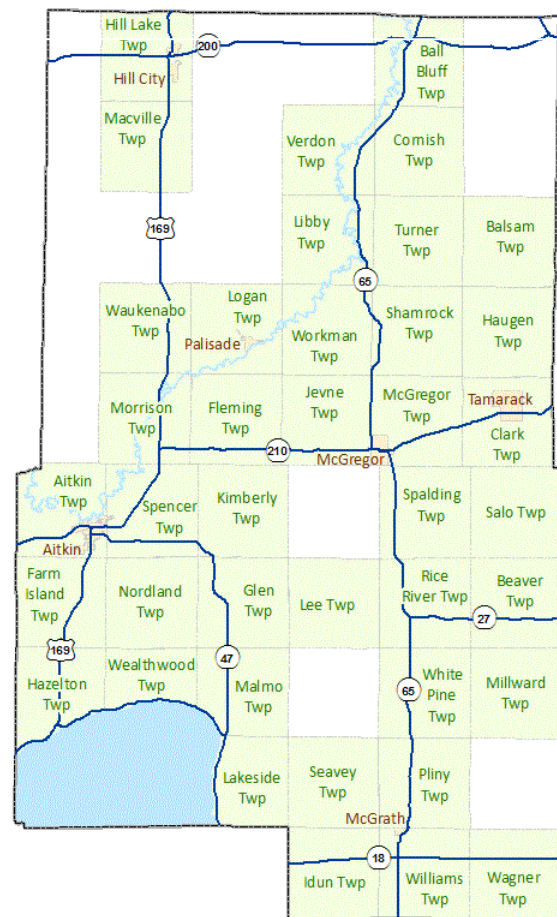 Hill Lake
Twp
200
Ball
Bluff
Twp
Hill City
Macville
Twp
Verdon
Twp
Cornish
Twp
169
Libby
Twp
Turner
Twp
Balsam
Twp
65
Waukenabo
Twp
Logan
Twp
Shamrock
Twp
Haugen
Twp
Palisade
Workman
Twp
Morrison
Twp
Fleming
Twp
Jevne
Twp
McGregor
Twp
Tamarack
Clark
Twp
210
McGregor
Aitkin
Twp
Spencer
Twp
Kimberly
Twp
Spalding
Twp
Salo Twp
Aitkin
Farm
Island
Twp
Nordland
Twp
Glen
Twp
Lee Twp
Rice
River Twp
Beaver
Twp
27
169
Wealthwood
Twp
47
Hazelton
Twp
Malmo
Twp
65
White
Pine
Twp
Millward
Twp
Lakeside
Twp
Seavey
Twp
Pliny
Twp
McGrath
18
Idun Twp
Williams
Twp
Wagner
Twp